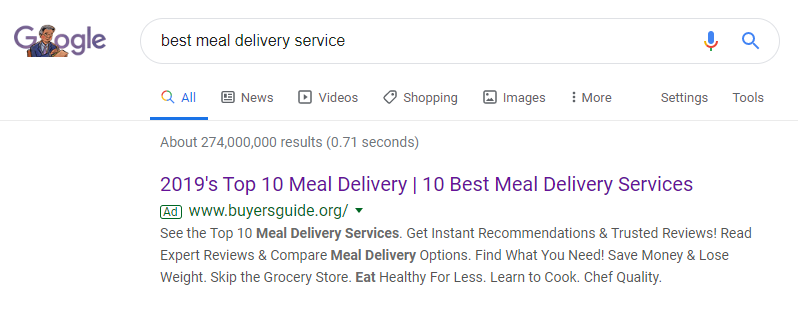 Google
best meal delivery service
All News Videos Shopping Images More Settings Tools
About 274,000,000 results (0.71 seconds)
2019's Top 10 Meal Delivery | 10 Best Meal Delivery Services
Ad www.buyersguide.org/
See the Top 10 Meal Delivery Services. Get Instant Recommendations & Trusted Reviews! Read
Expert Reviews & Compare Meal Delivery Options. Find What You Need! Save Money & Lose
Weight. Skip the Grocery Store. Eat Healthy For Less. Learn to Cook. Chef Quality.